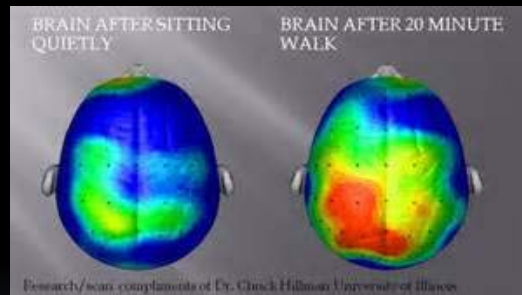 BRAIN AFTER SITTING
QUIETLY
BRAIN AFTER 20 MINUTE
WALK
Research/scan compliments of Dr. Chuck Hillman University of Illinois